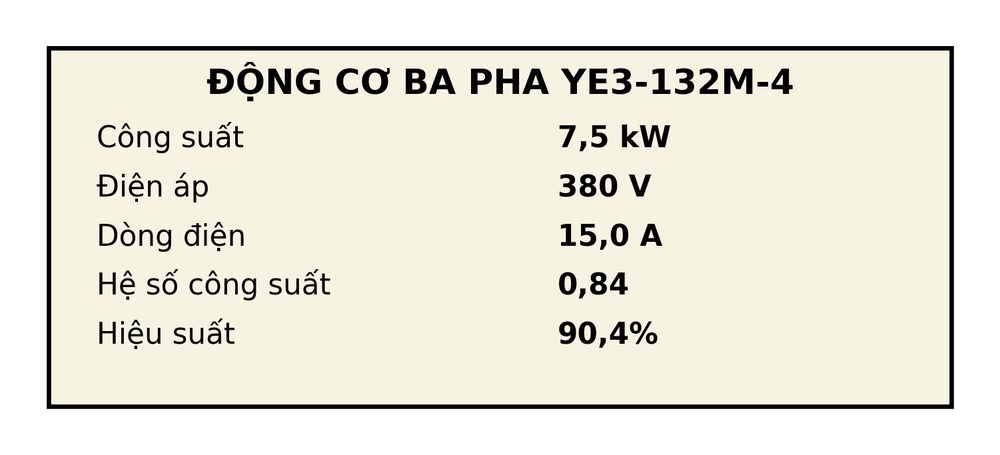 ĐỘNG CƠ BA PHA YE3-132M-4
Công suất 7,5 kW
Điện áp 380 V
Dòng điện 15,0 A
Hệ số công suất 0,84
Hiệu suất 90,4%